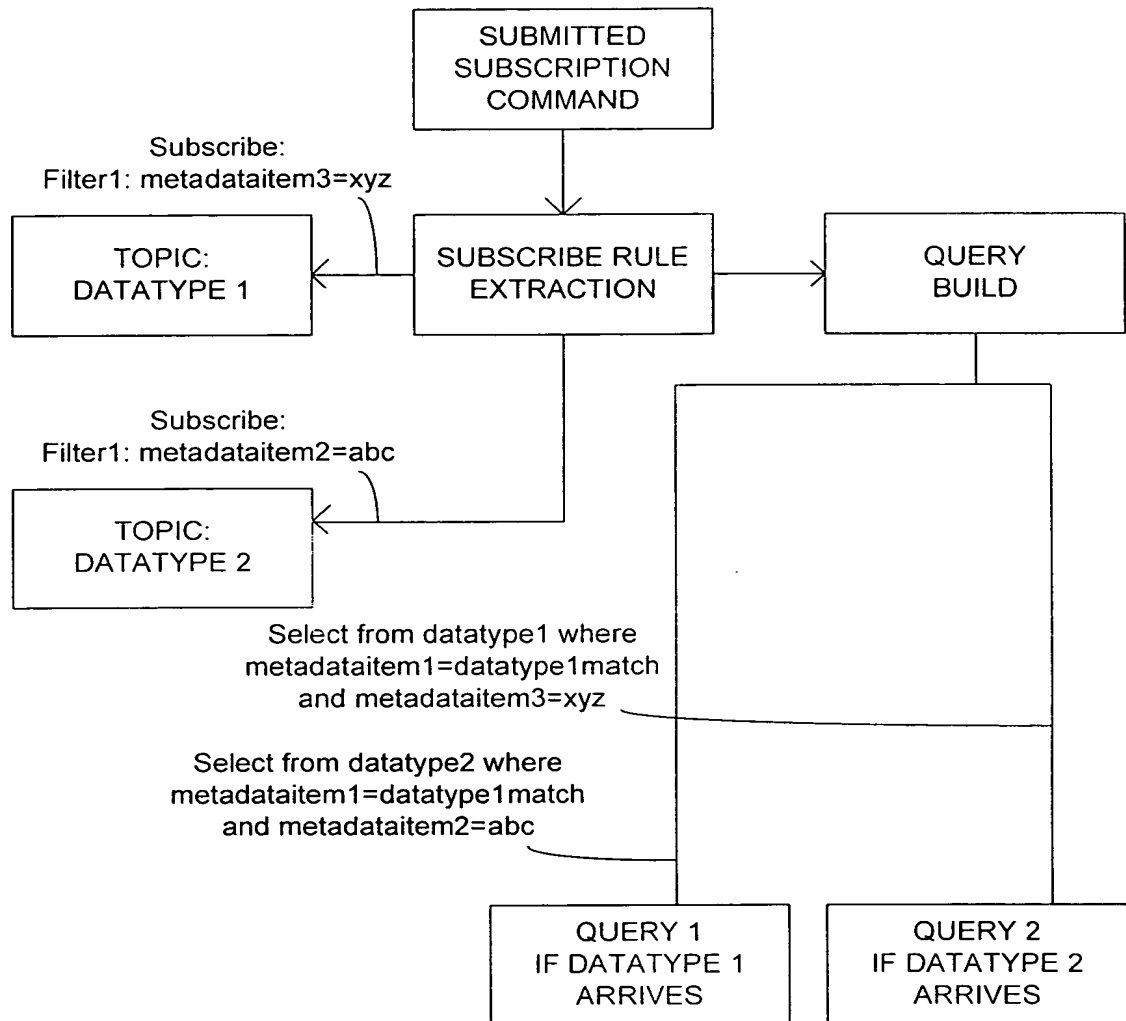 SUBMITTED
SUBSCRIPTION
COMMAND
Subscribe:
Filter1: metadataitem3=xyz
TOPIC:
DATATYPE 1
SUBSCRIBE RULE
EXTRACTION
QUERY
BUILD
Subscribe:
Filter1: metadataitem2=abc
TOPIC:
DATATYPE 2
Select from datatype1 where
metadataitem1=datatype1match
and metadataitem3=xyz
Select from datatype2 where
metadataitem1=datatype1match
and metadataitem2=abc
QUERY 1
IF DATATYPE 1
ARRIVES
QUERY 2
IF DATATYPE 2
ARRIVES